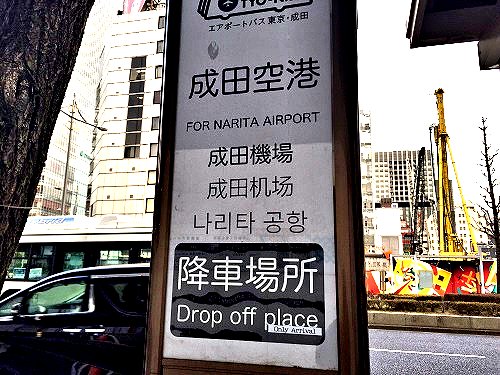 エアポートバス東京・成田
成田空港
FOR NARITA AIRPORT
成田機場
成田机场
나리타 공항
降車場所
Drop off place
Only Arrival